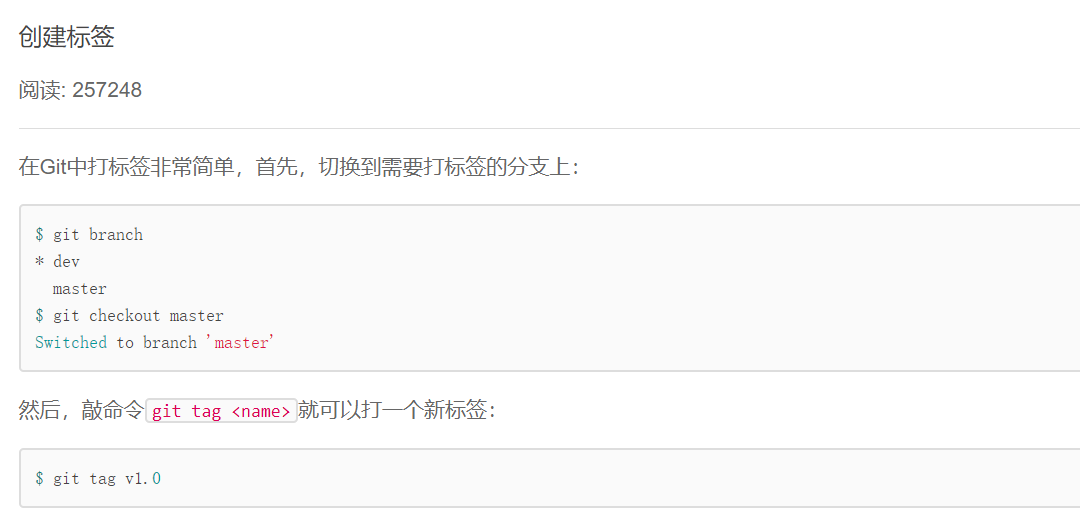 创建标签
阅读: 257248
在Git中打标签非常简单，首先，切换到需要打标签的分支上：
$ git branch
* dev
  master
$ git checkout master
Switched to branch 'master'
然后，敲命令git tag <name>就可以打一个新标签：
$ git tag v1.0